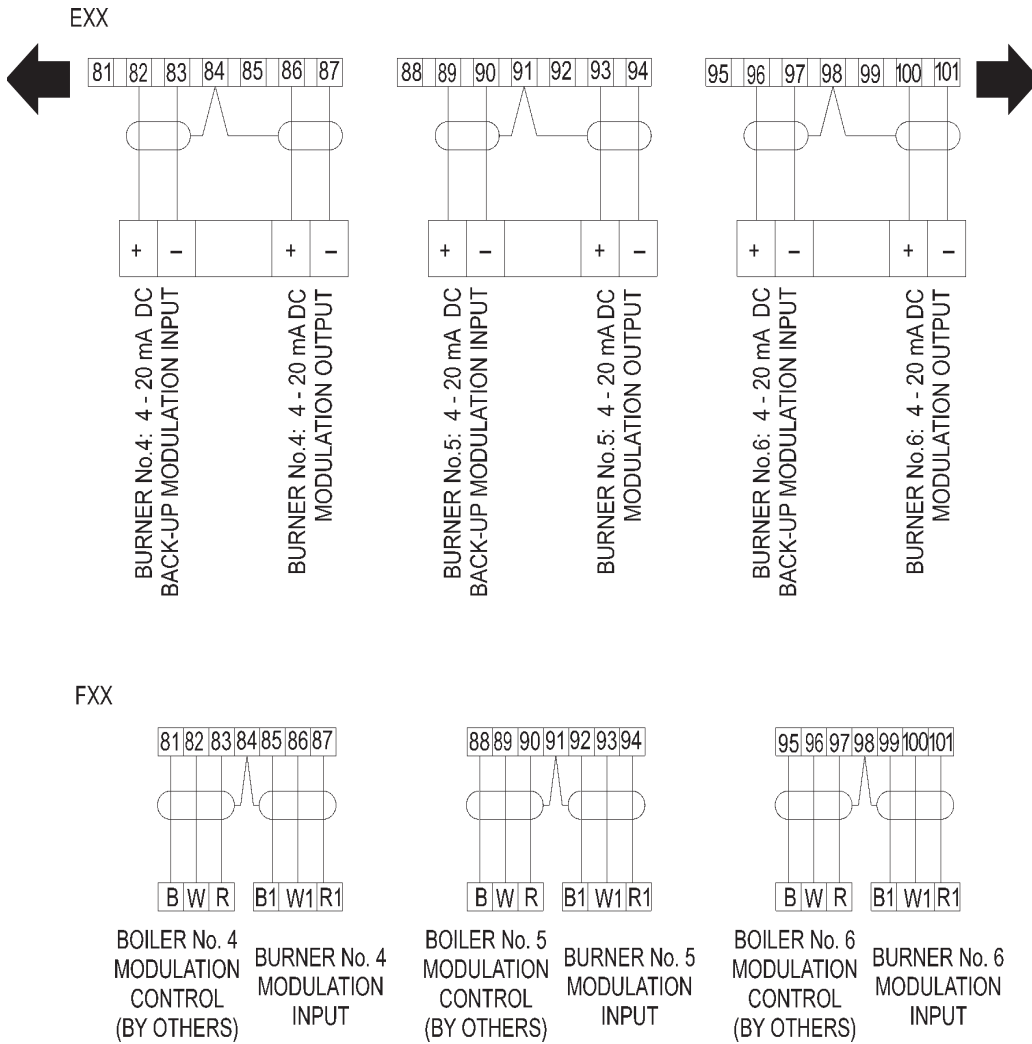 EXX
81 82 83 84 85 86 87
88 89 90 91 92 93 94
95 96 97 98 99 100 101
+ − + −
+ − + −
+ − + −
BURNER No.4: 4 - 20 mA DC
BACK-UP MODULATION INPUT
BURNER No.4: 4 - 20 mA DC
MODULATION OUTPUT
BURNER No.5: 4 - 20 mA DC
BACK-UP MODULATION INPUT
BURNER No.5: 4 - 20 mA DC
MODULATION OUTPUT
BURNER No.6: 4 - 20 mA DC
BACK-UP MODULATION INPUT
BURNER No.6: 4 - 20 mA DC
MODULATION OUTPUT
FXX
81 82 83 84 85 86 87
88 89 90 91 92 93 94
95 96 97 98 99 100 101
B W R B1 W1 R1
B W R B1 W1 R1
B W R B1 W1 R1
BOILER No. 4
MODULATION
CONTROL
(BY OTHERS)
BURNER No. 4
MODULATION
INPUT
BOILER No. 5
MODULATION
CONTROL
(BY OTHERS)
BURNER No. 5
MODULATION
INPUT
BOILER No. 6
MODULATION
CONTROL
(BY OTHERS)
BURNER No. 6
MODULATION
INPUT